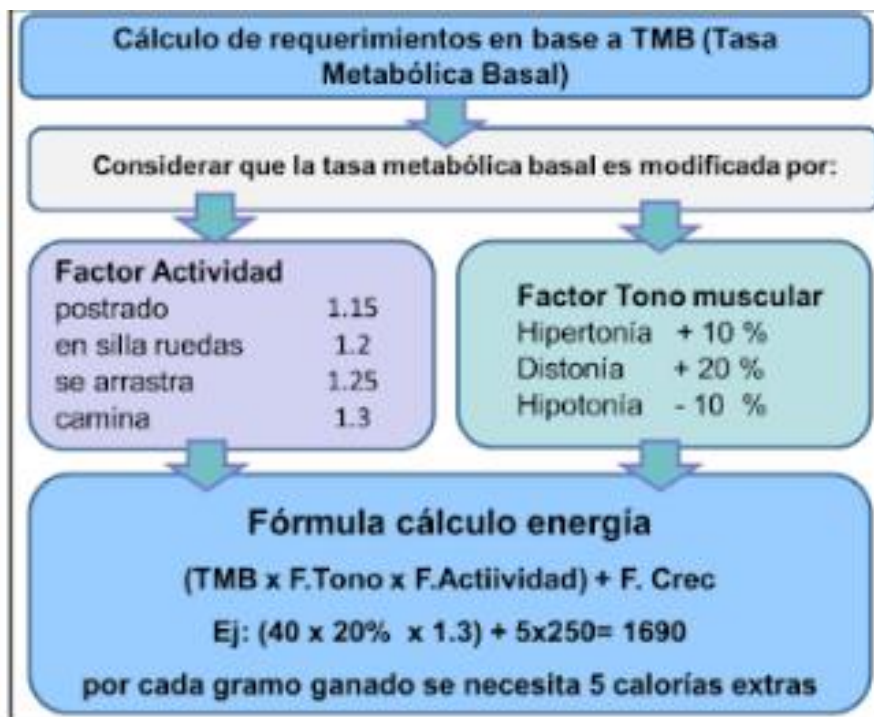 Cálculo de requerimientos en base a TMB (Tasa
Metabólica Basal)
Considerar que la tasa metabólica basal es modificada por:
Factor Actividad
postrado 1.15
en silla ruedas 1.2
se arrastra 1.25
camina 1.3
Factor Tono muscular
Hipertonía + 10 %
Distonía + 20 %
Hipotonía - 10 %
Fórmula cálculo energía
(TMB x F.Tono x F.Actiividad) + F. Crec
Ej: (40 x 20% x 1.3) + 5x250= 1690
por cada gramo ganado se necesita 5 calorías extras